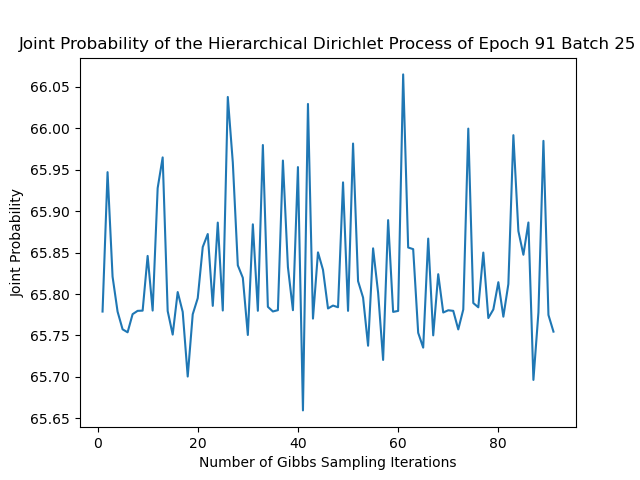 Joint Probability of the Hierarchical Dirichlet Process of Epoch 91 Batch 25
66.05
66.00
65.95
65.90
65.85
65.80
65.75
65.70
65.65
Joint Probability
0 20 40 60 80
Number of Gibbs Sampling Iterations